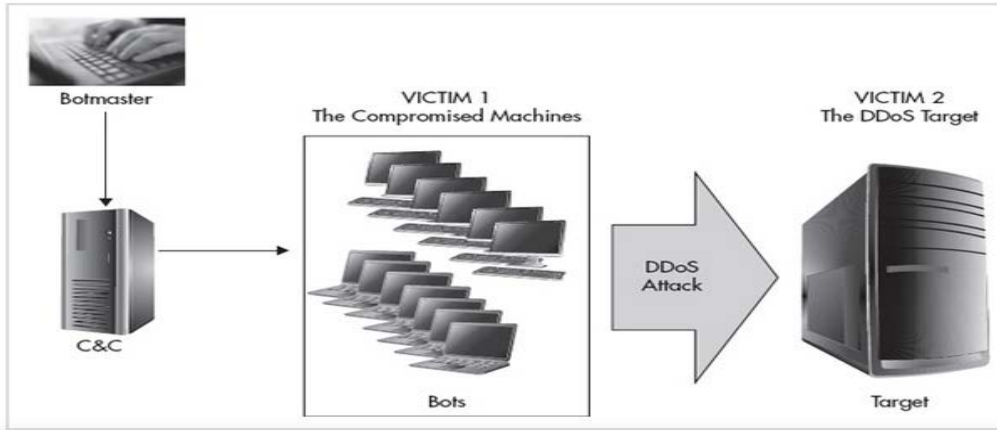 Botmaster
C&C
VICTIM 1
The Compromised Machines
Bots
DDoS
Attack
VICTIM 2
The DDoS Target
Target